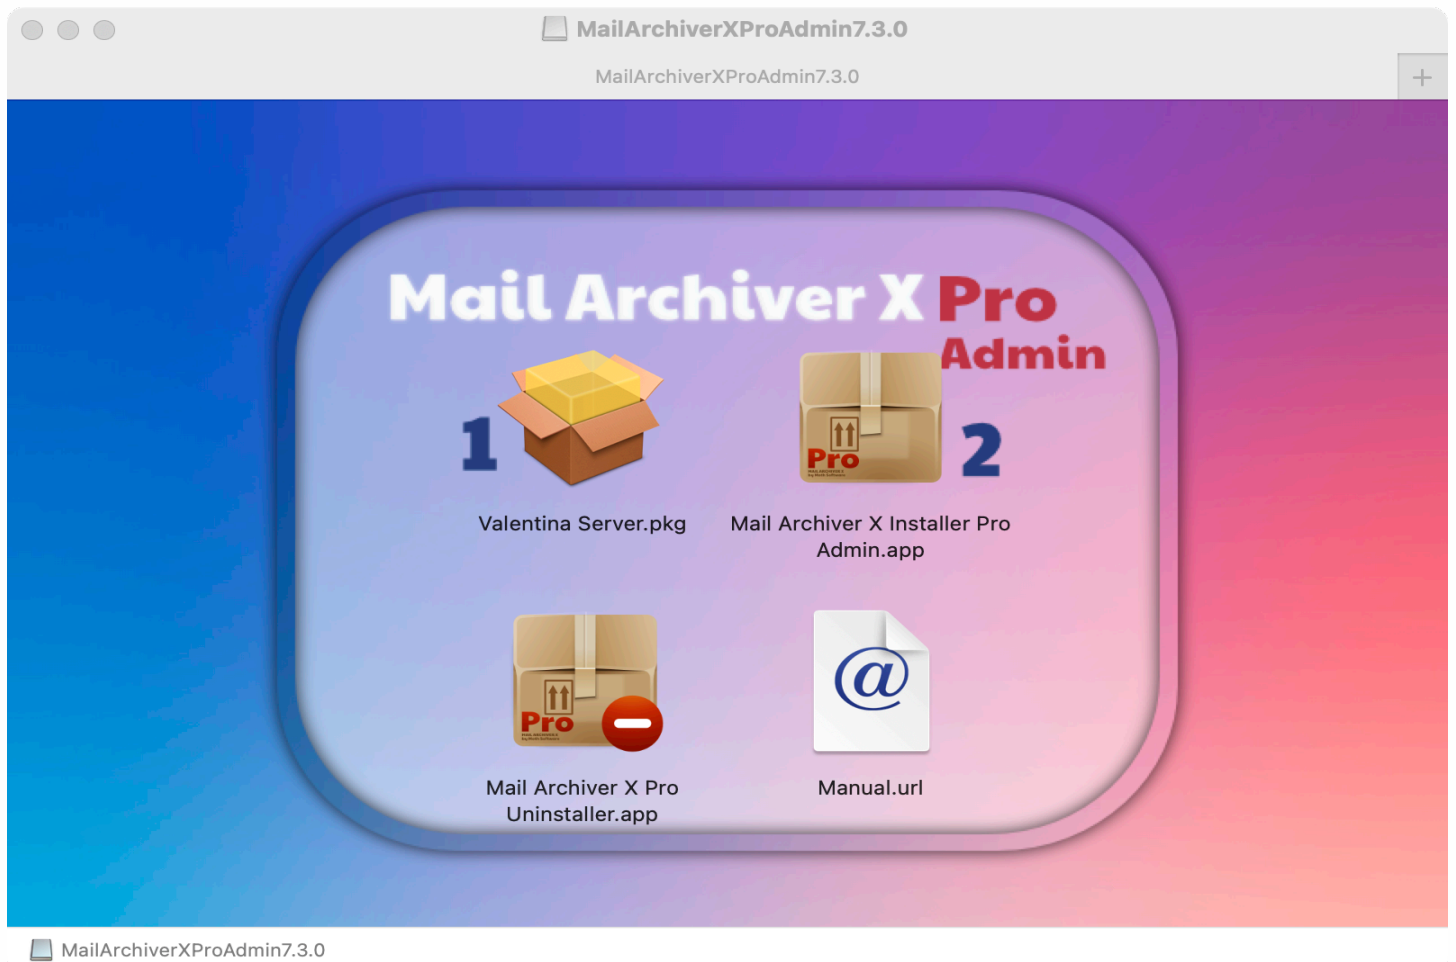 MailArchiverXProAdmin7.3.0
MailArchiverXProAdmin7.3.0
Mail Archiver X Pro
Admin
1
Pro
2
Valentina Server.pkg
Mail Archiver X Installer Pro
Admin.app
Pro
Mail Archiver X Pro
Uninstaller.app
@
Manual.url
MailArchiverXProAdmin7.3.0